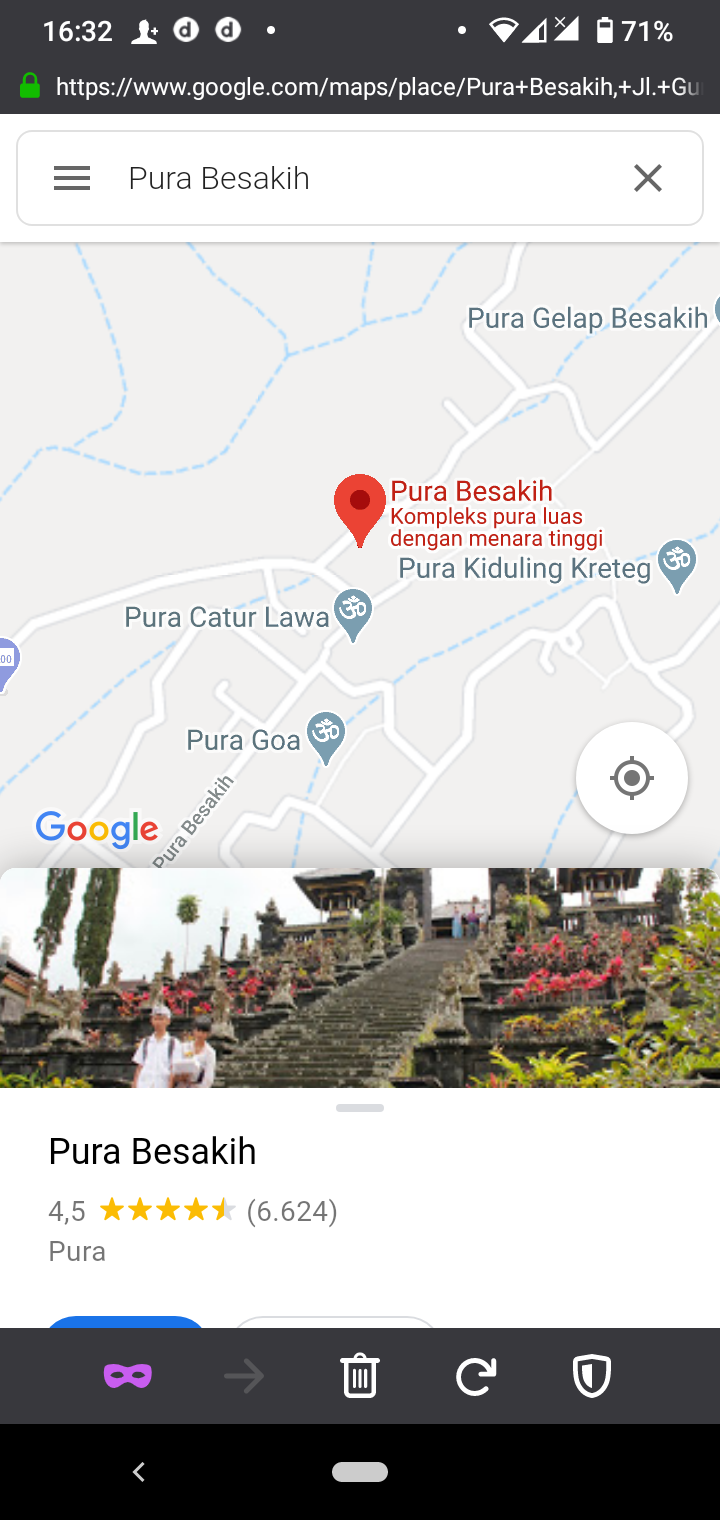 16:32
71%
https://www.google.com/maps/place/Pura+Besakih,+Jl.+Gu
Pura Besakih
Pura Gelap Besakih
Pura Besakih
Kompleks pura luas
dengan menara tinggi
Pura Kiduling Kreteg
Pura Catur Lawa
00
Pura Goa
Pura Besakih
Google
Pura Besakih
4,5 (6.624)
Pura